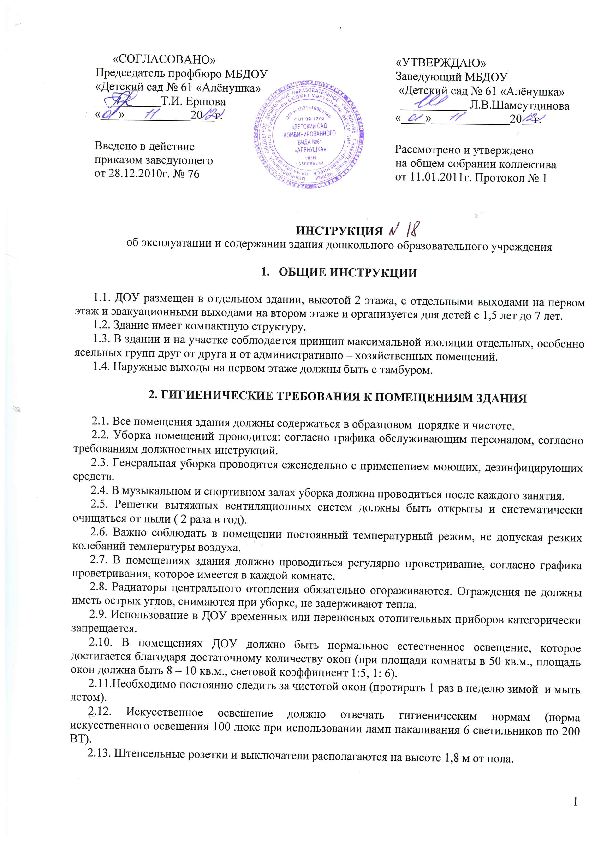 «СОГЛАСОВАНО»
Председатель профбюро МБДОУ
«Детский сад № 61 «Алёнушка»
Т.И. Ершова
«01» 11 20 г.
Введено в действие
приказом заведующего
от 28.12.2010г. № 76
«УТВЕРЖДАЮ»
Заведующий МБДОУ
«Детский сад № 61 «Алёнушка»
Л.В.Шамсутдинова
«01» 11 20 г.
Рассмотрено и утверждено
на общем собрании коллектива
от 11.01.2011г. Протокол № 1
«ДЕТСКИЙ САД
КОМБИНИРОВАННОГО
ВИДА №61
«АЛЕНУШКА»
ИНСТРУКЦИЯ № 18
об эксплуатации и содержании здания дошкольного образовательного учреждения
1. ОБЩИЕ ИНСТРУКЦИИ
1.1. ДОУ размещен в отдельном здании, высотой 2 этажа, с отдельными выходами на первом
этаж и эвакуационными выходами на втором этаже и организуется для детей с 1,5 лет до 7 лет.
1.2. Здание имеет компактную структуру.
1.3. В здании и на участке соблюдается принцип максимальной изоляции отдельных, особенно
ясельных групп друг от друга и от административно – хозяйственных помещений.
1.4. Наружные выходы на первом этаже должны быть с тамбуром.
2. ГИГИЕНИЧЕСКИЕ ТРЕБОВАНИЯ К ПОМЕЩЕНИЯМ ЗДАНИЯ
2.1. Все помещения здания должны содержаться в образцовом порядке и чистоте.
2.2. Уборка помещений проводится: согласно графика обслуживающим персоналом, согласно
требованиям должностных инструкций.
2.3. Генеральная уборка проводится еженедельно с применением моющих, дезинфицирующих
средств.
2.4. В музыкальном и спортивном залах уборка должна проводиться после каждого занятия.
2.5. Решетки вытяжных вентиляционных систем должны быть открыты и систематически
очищаться от пыли ( 2 раза в год).
2.6. Важно соблюдать в помещении постоянный температурный режим, не допуская резких
колебаний температуры воздуха.
2.7. В помещениях здания должно проводиться регулярно проветривание, согласно графика
проветривания, которое имеется в каждой комнате.
2.8. Радиаторы центрального отопления обязательно огораживаются. Ограждения не должны
иметь острых углов, снимаются при уборке, не задерживают тепла.
2.9. Использование в ДОУ временных или переносных отопительных приборов категорически
запрещается.
2.10. В помещениях ДОУ должно быть нормальное естественное освещение, которое
достигается благодаря достаточному количеству окон (при площади комнаты в 50 кв.м., площадь
окон должна быть 8 – 10 кв.м., световой коэффициент 1:5, 1: 6).
2.11.Необходимо постоянно следить за чистотой окон (протирать 1 раз в неделю зимой и мыть
летом).
2.12. Искусственное освещение должно отвечать гигиеническим нормам (норма
искусственного освещения 100 люкс при использовании ламп накаливания 6 светильников по 200
ВТ).
2.13. Штепсельные розетки и выключатели располагаются на высоте 1,8 м от пола.
1